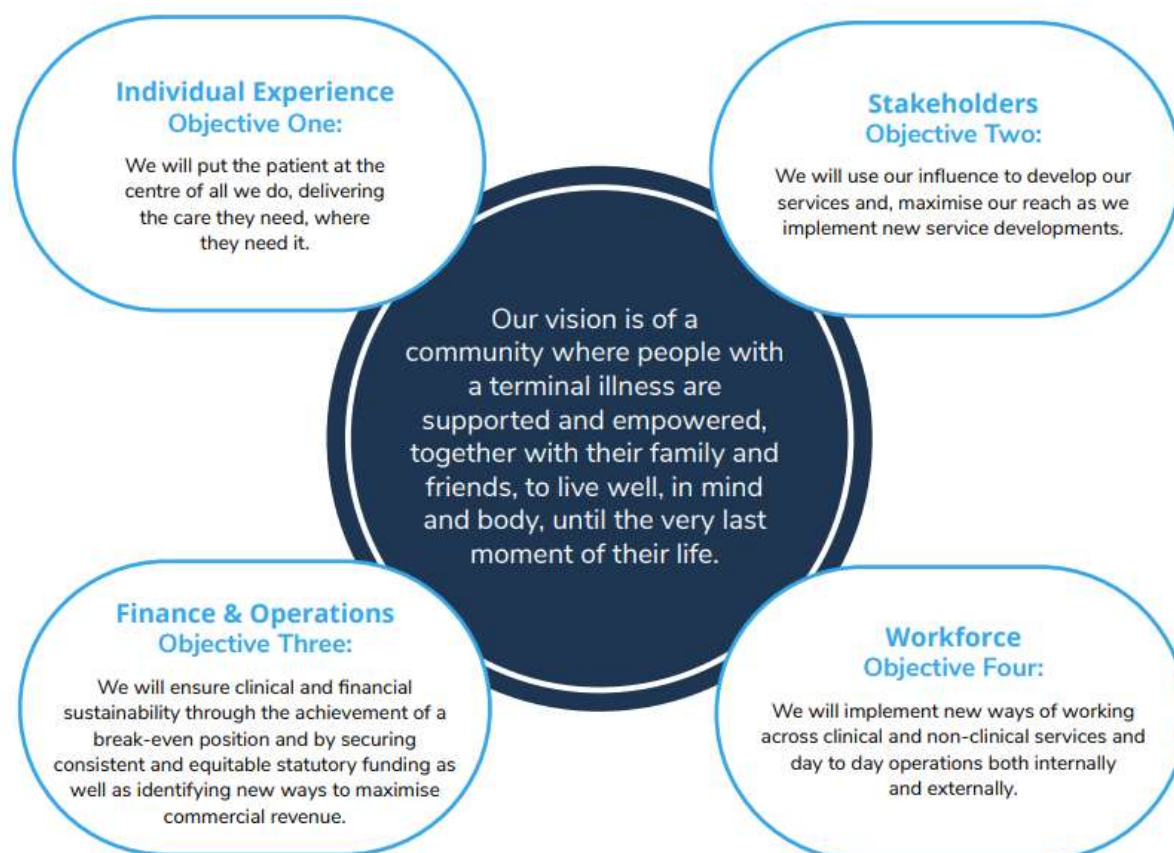 Individual Experience
Objective One:
We will put the patient at the
centre of all we do, delivering
the care they need, where
they need it.
Stakeholders
Objective Two:
We will use our influence to develop our
services and, maximise our reach as we
implement new service developments.
Our vision is of a
community where people with
a terminal illness are
supported and empowered,
together with their family and
friends, to live well, in mind
and body, until the very last
moment of their life.
Finance & Operations
Objective Three:
We will ensure clinical and financial
sustainability through the achievement of a
break-even position and by securing
consistent and equitable statutory funding as
well as identifying new ways to maximise
commercial revenue.
Workforce
Objective Four:
We will implement new ways of working
across clinical and non-clinical services and
day to day operations both internally
and externally.